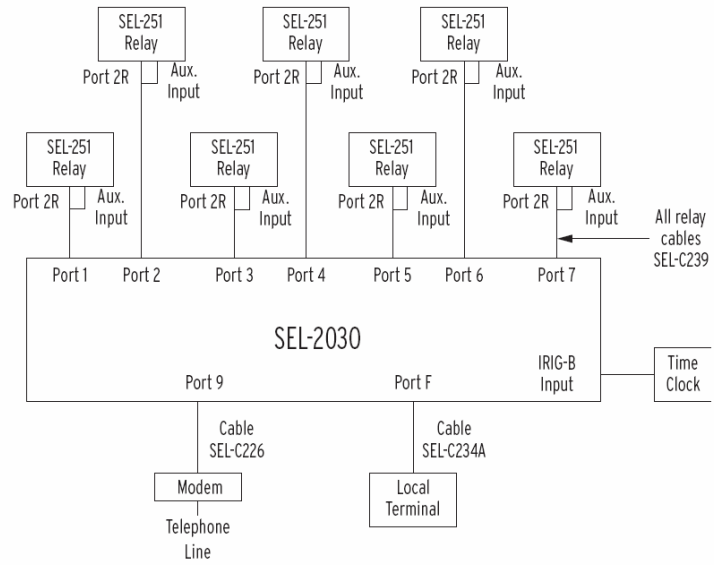 SEL-251
Relay
SEL-251
Relay
SEL-251
Relay
Port 2R
Aux.
Input
Port 2R
Aux.
Input
Port 2R
Aux.
Input
SEL-251
Relay
SEL-251
Relay
SEL-251
Relay
SEL-251
Relay
Port 2R
Aux.
Input
Port 2R
Aux.
Input
Port 2R
Aux.
Input
Port 2R
Aux.
Input
All relay
cables
SEL-C239
Port 1
Port 2
Port 3
Port 4
Port 5
Port 6
Port 7
SEL-2030
IRIG-B
Input
Time
Clock
Port 9
Port F
Cable
SEL-C226
Cable
SEL-C234A
Modem
Local
Terminal
Telephone
Line